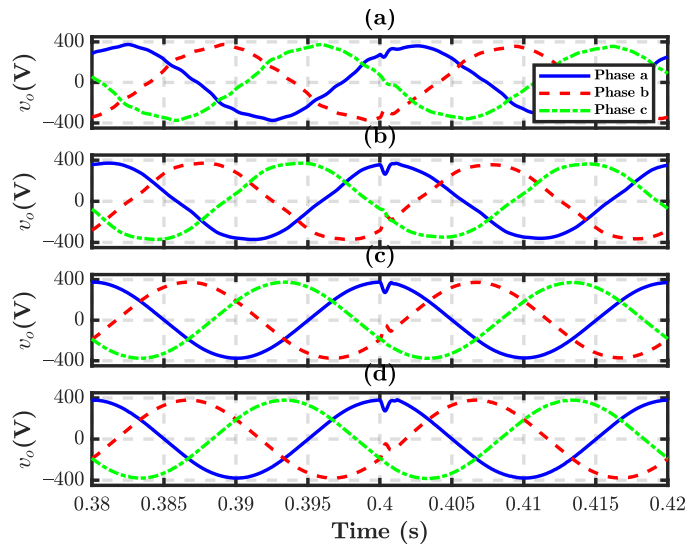 (a)
400
0
−400
v_o(V)
Phase a
Phase b
Phase c
(b)
400
0
−400
v_o(V)
(c)
400
0
−400
v_o(V)
(d)
400
0
−400
v_o(V)
0.38 0.385 0.39 0.395 0.4 0.405 0.41 0.415 0.42
Time (s)